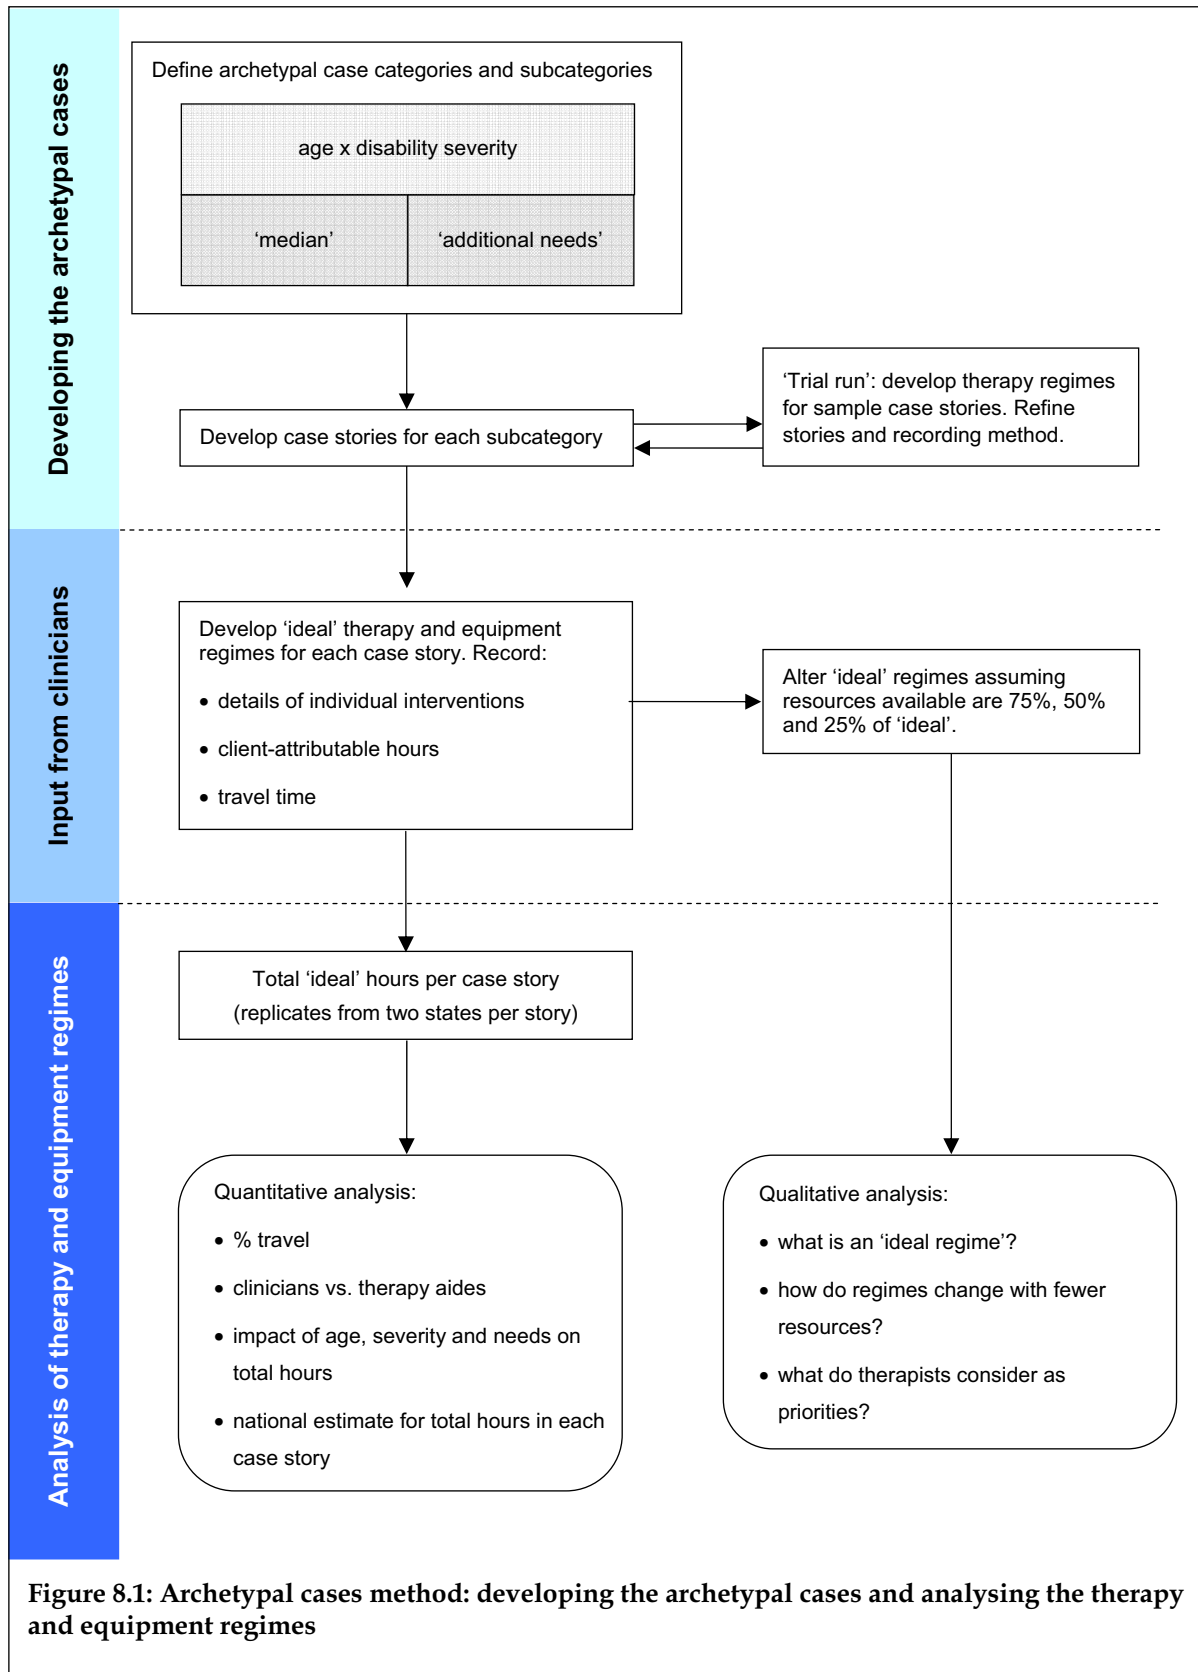 Developing the archetypal cases
Define archetypal case categories and subcategories
age x disability severity
‘median’
‘additional needs’
Develop case stories for each subcategory
‘Trial run’: develop therapy regimes
for sample case stories. Refine
stories and recording method.
Input from clinicians
Develop ‘ideal’ therapy and equipment
regimes for each case story. Record:
• details of individual interventions
• client-attributable hours
• travel time
Alter ‘ideal’ regimes assuming
resources available are 75%, 50%
and 25% of ‘ideal’.
Analysis of therapy and equipment regimes
Total ‘ideal’ hours per case story
(replicates from two states per story)
Quantitative analysis:
• % travel
• clinicians vs. therapy aides
• impact of age, severity and needs on
total hours
• national estimate for total hours in each
case story
Qualitative analysis:
• what is an ‘ideal regime’?
• how do regimes change with fewer
resources?
• what do therapists consider as
priorities?
Figure 8.1: Archetypal cases method: developing the archetypal cases and analysing the therapy
and equipment regimes